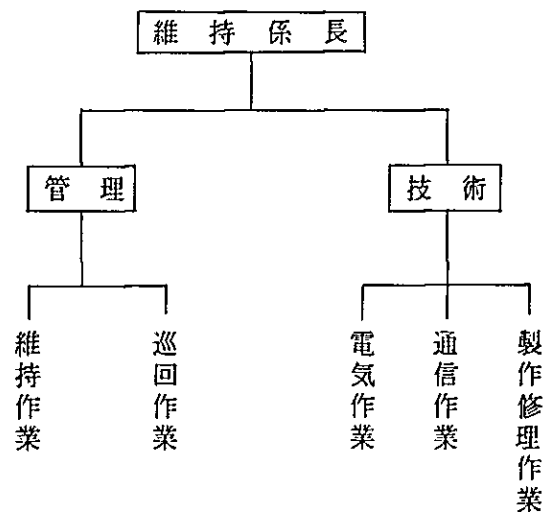 維持係長
管理
技術
維持作業
巡回作業
電気作業
通信作業
製作修理作業